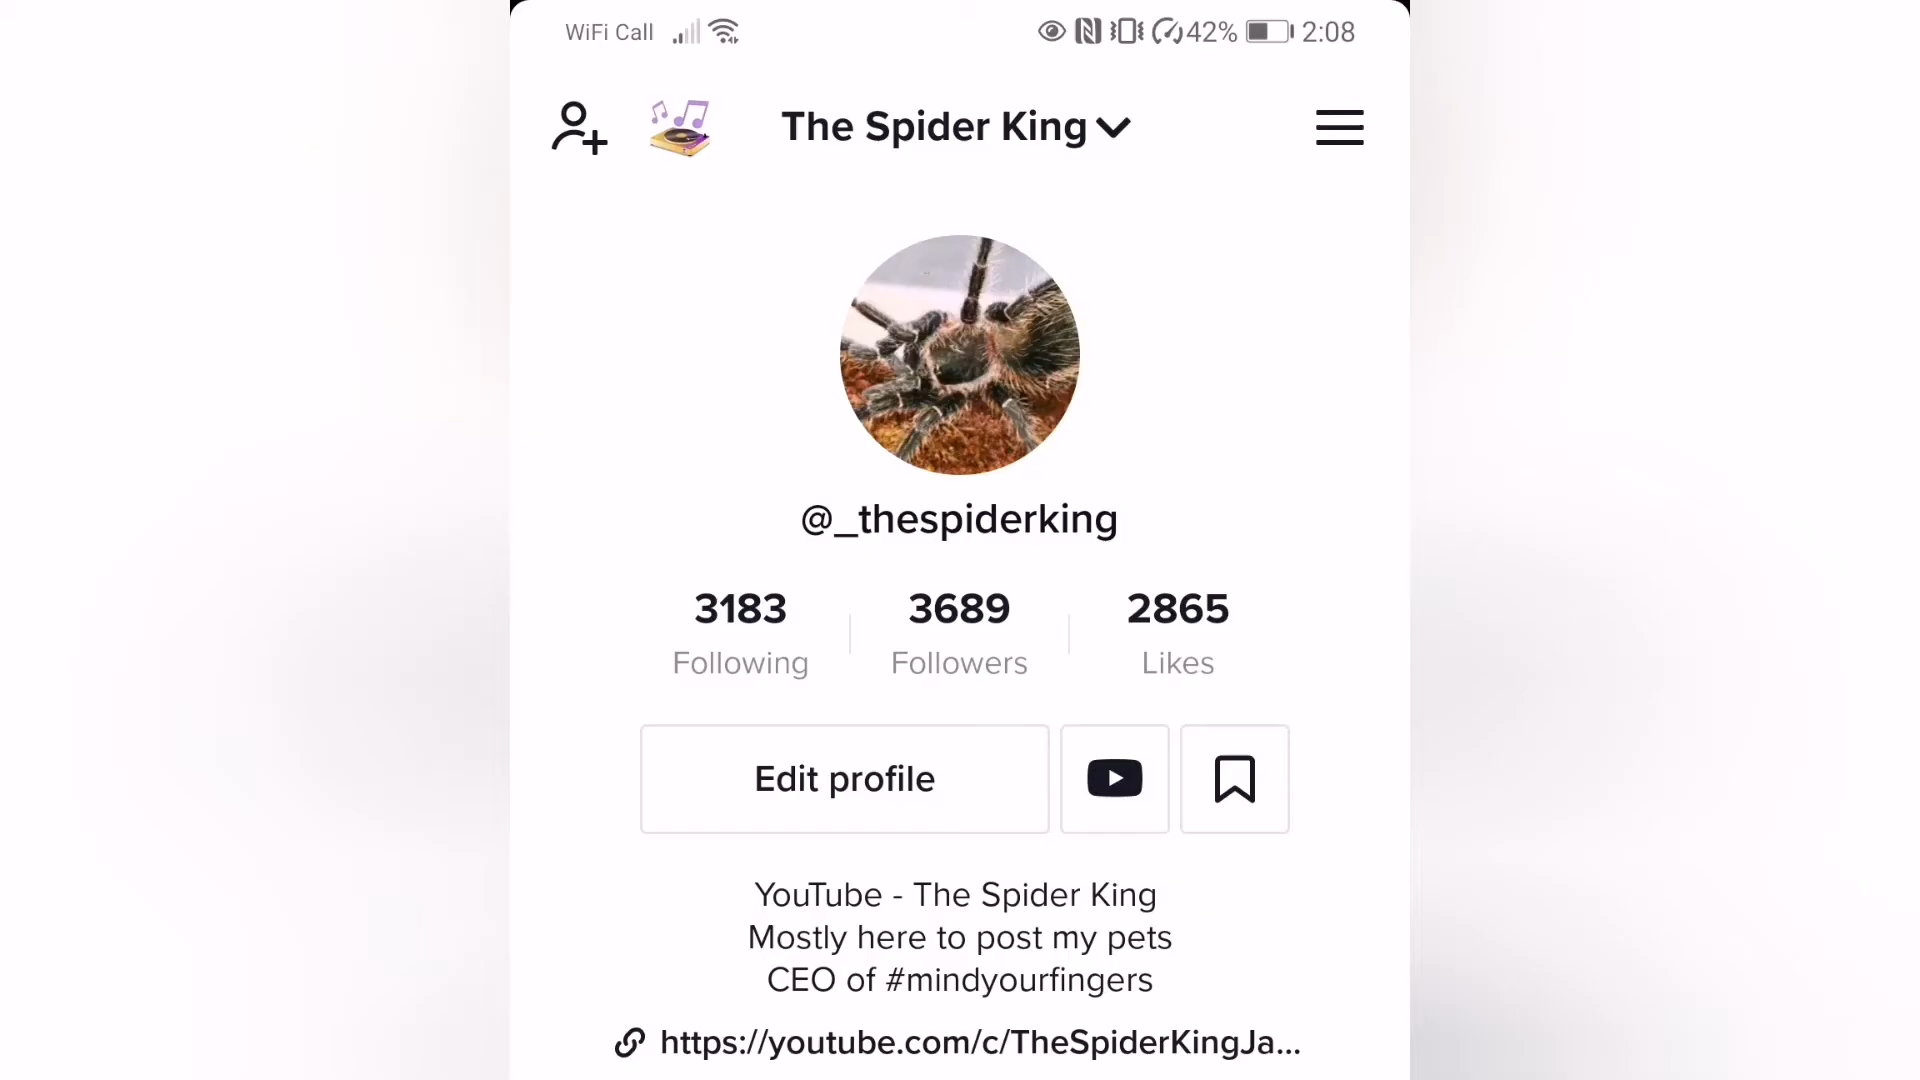 WiFi Call 42% 2:08
The Spider King
@_thespiderking
3183 3689 2865
Following Followers Likes
Edit profile
YouTube - The Spider King
Mostly here to post my pets
CEO of #mindyourfingers
https://youtube.com/c/TheSpiderKingJa...